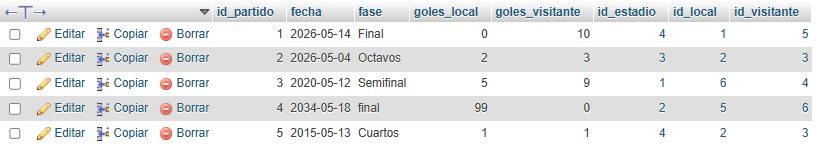 ←T→ id_partido fecha fase goles_local goles_visitante id_estadio id_local id_visitante
Editar Copiar Borrar 1 2026-05-14 Final 0 10 4 1 5
Editar Copiar Borrar 2 2026-05-04 Octavos 2 3 3 2 3
Editar Copiar Borrar 3 2020-05-12 Semifinal 5 9 1 6 4
Editar Copiar Borrar 4 2034-05-18 final 99 0 2 5 6
Editar Copiar Borrar 5 2015-05-13 Cuartos 1 1 4 2 3